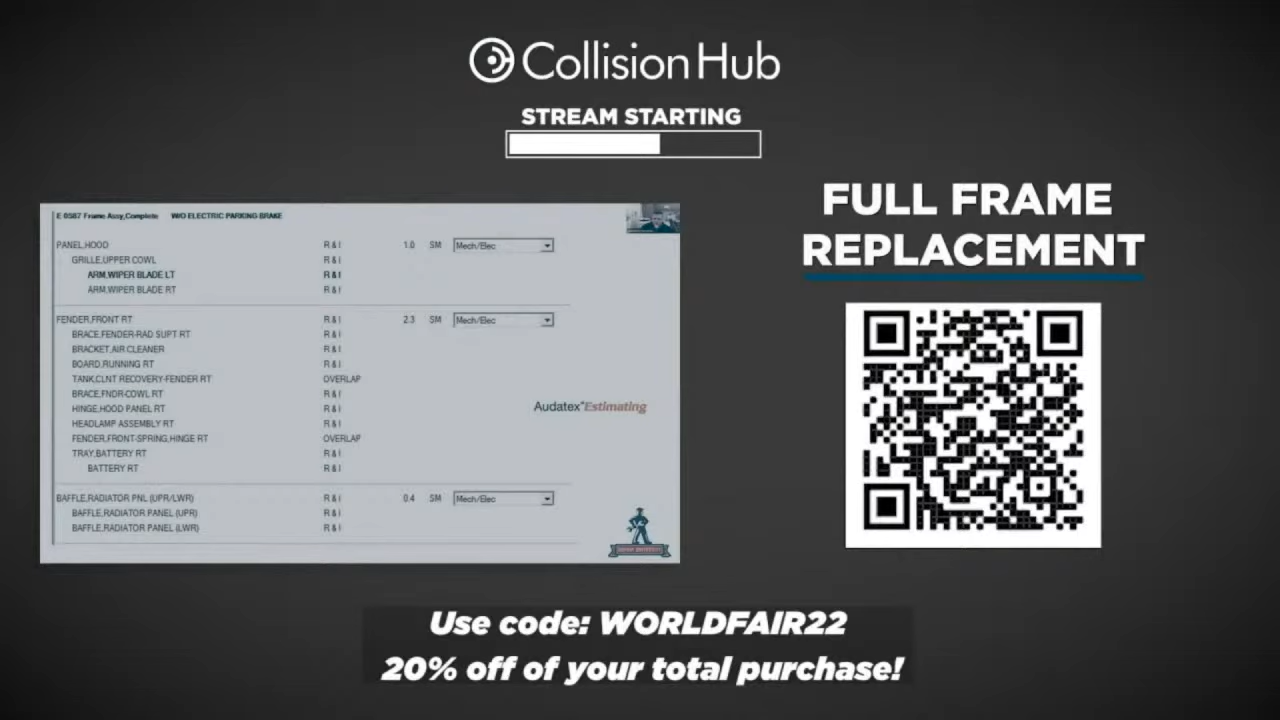 Collision Hub
STREAM STARTING
E 0587 Frame Assy,Complete W/O ELECTRIC PARKING BRAKE
PANEL,HOOD R & I 1.0 SM Mech/Elec
GRILLE,UPPER COWL R & I
ARM,WIPER BLADE LT R & I
ARM,WIPER BLADE RT R & I
FENDER,FRONT RT R & I 2.3 SM Mech/Elec
BRACE,FENDER-RAD SUPT RT R & I
BRACKET,AIR CLEANER R & I
BOARD,RUNNING RT R & I
TANK,CLNT RECOVERY-FENDER RT OVERLAP
BRACE,FNDR-COWL RT R & I
HINGE,HOOD PANEL RT R & I
HEADLAMP ASSEMBLY RT R & I
FENDER,FRONT-SPRING,HINGE RT OVERLAP
TRAY,BATTERY RT R & I
BATTERY RT R & I
BAFFLE,RADIATOR PNL (UPR/LWR) R & I 0.4 SM Mech/Elec
BAFFLE,RADIATOR PANEL (UPR) R & I
BAFFLE,RADIATOR PANEL (LWR) R & I
Audatex Estimating
FULL FRAME
REPLACEMENT
Use code: WORLDFAIR22
20% off of your total purchase!